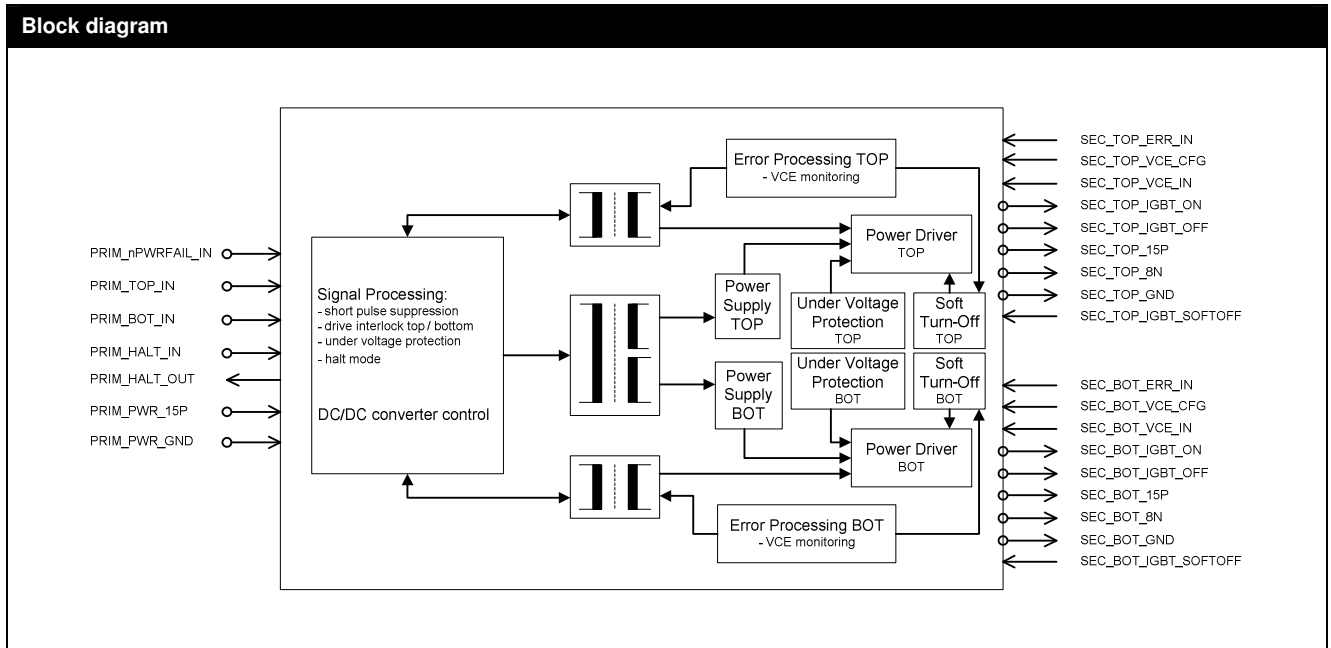 Block diagram
PRIM_nPWRFAIL_IN
PRIM_TOP_IN
PRIM_BOT_IN
PRIM_HALT_IN
PRIM_HALT_OUT
PRIM_PWR_15P
PRIM_PWR_GND
Signal Processing:
- short pulse suppression
- drive interlock top / bottom
- under voltage protection
- halt mode
DC/DC converter control
Error Processing TOP
- VCE monitoring
Power Driver
TOP
Power
Supply
TOP
Under Voltage
Protection
TOP
Soft
Turn-Off
TOP
Power
Supply
BOT
Under Voltage
Protection
BOT
Soft
Turn-Off
BOT
Power Driver
BOT
Error Processing BOT
- VCE monitoring
SEC_TOP_ERR_IN
SEC_TOP_VCE_CFG
SEC_TOP_VCE_IN
SEC_TOP_IGBT_ON
SEC_TOP_IGBT_OFF
SEC_TOP_15P
SEC_TOP_8N
SEC_TOP_GND
SEC_TOP_IGBT_SOFTOFF
SEC_BOT_ERR_IN
SEC_BOT_VCE_CFG
SEC_BOT_VCE_IN
SEC_BOT_IGBT_ON
SEC_BOT_IGBT_OFF
SEC_BOT_15P
SEC_BOT_8N
SEC_BOT_GND
SEC_BOT_IGBT_SOFTOFF